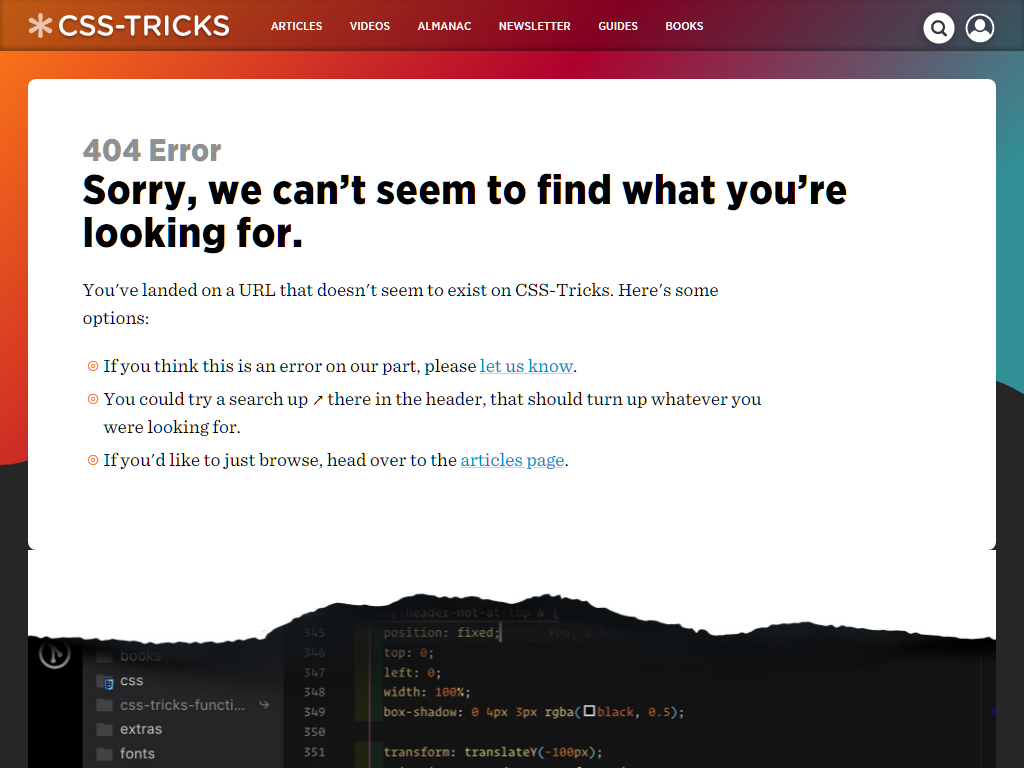 CSS-TRICKS
ARTICLES VIDEOS ALMANAC NEWSLETTER GUIDES BOOKS
404 Error
Sorry, we can’t seem to find what you’re
looking for.
You've landed on a URL that doesn't seem to exist on CSS-Tricks. Here's some
options:
If you think this is an error on our part, please let us know.
You could try a search up ↗ there in the header, that should turn up whatever you
were looking for.
If you'd like to just browse, head over to the articles page.
.header-not-at-top & {
345 position: fixed; You, 2 hour
books
346 top: 0;
css
347 left: 0;
css-tricks-functi...
348 width: 100%;
349 box-shadow: 0 4px 3px rgba(black, 0.5);
extras
350
fonts
351 transform: translateY(-100px);